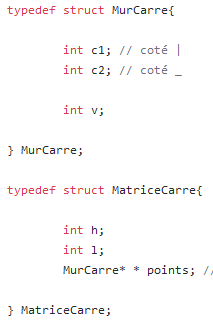 typedef struct MurCarre{
int c1; // coté |
int c2; // coté _
int v;
} MurCarre;
typedef struct MatriceCarre{
int h;
int l;
MurCarre* * points; //
} MatriceCarre;